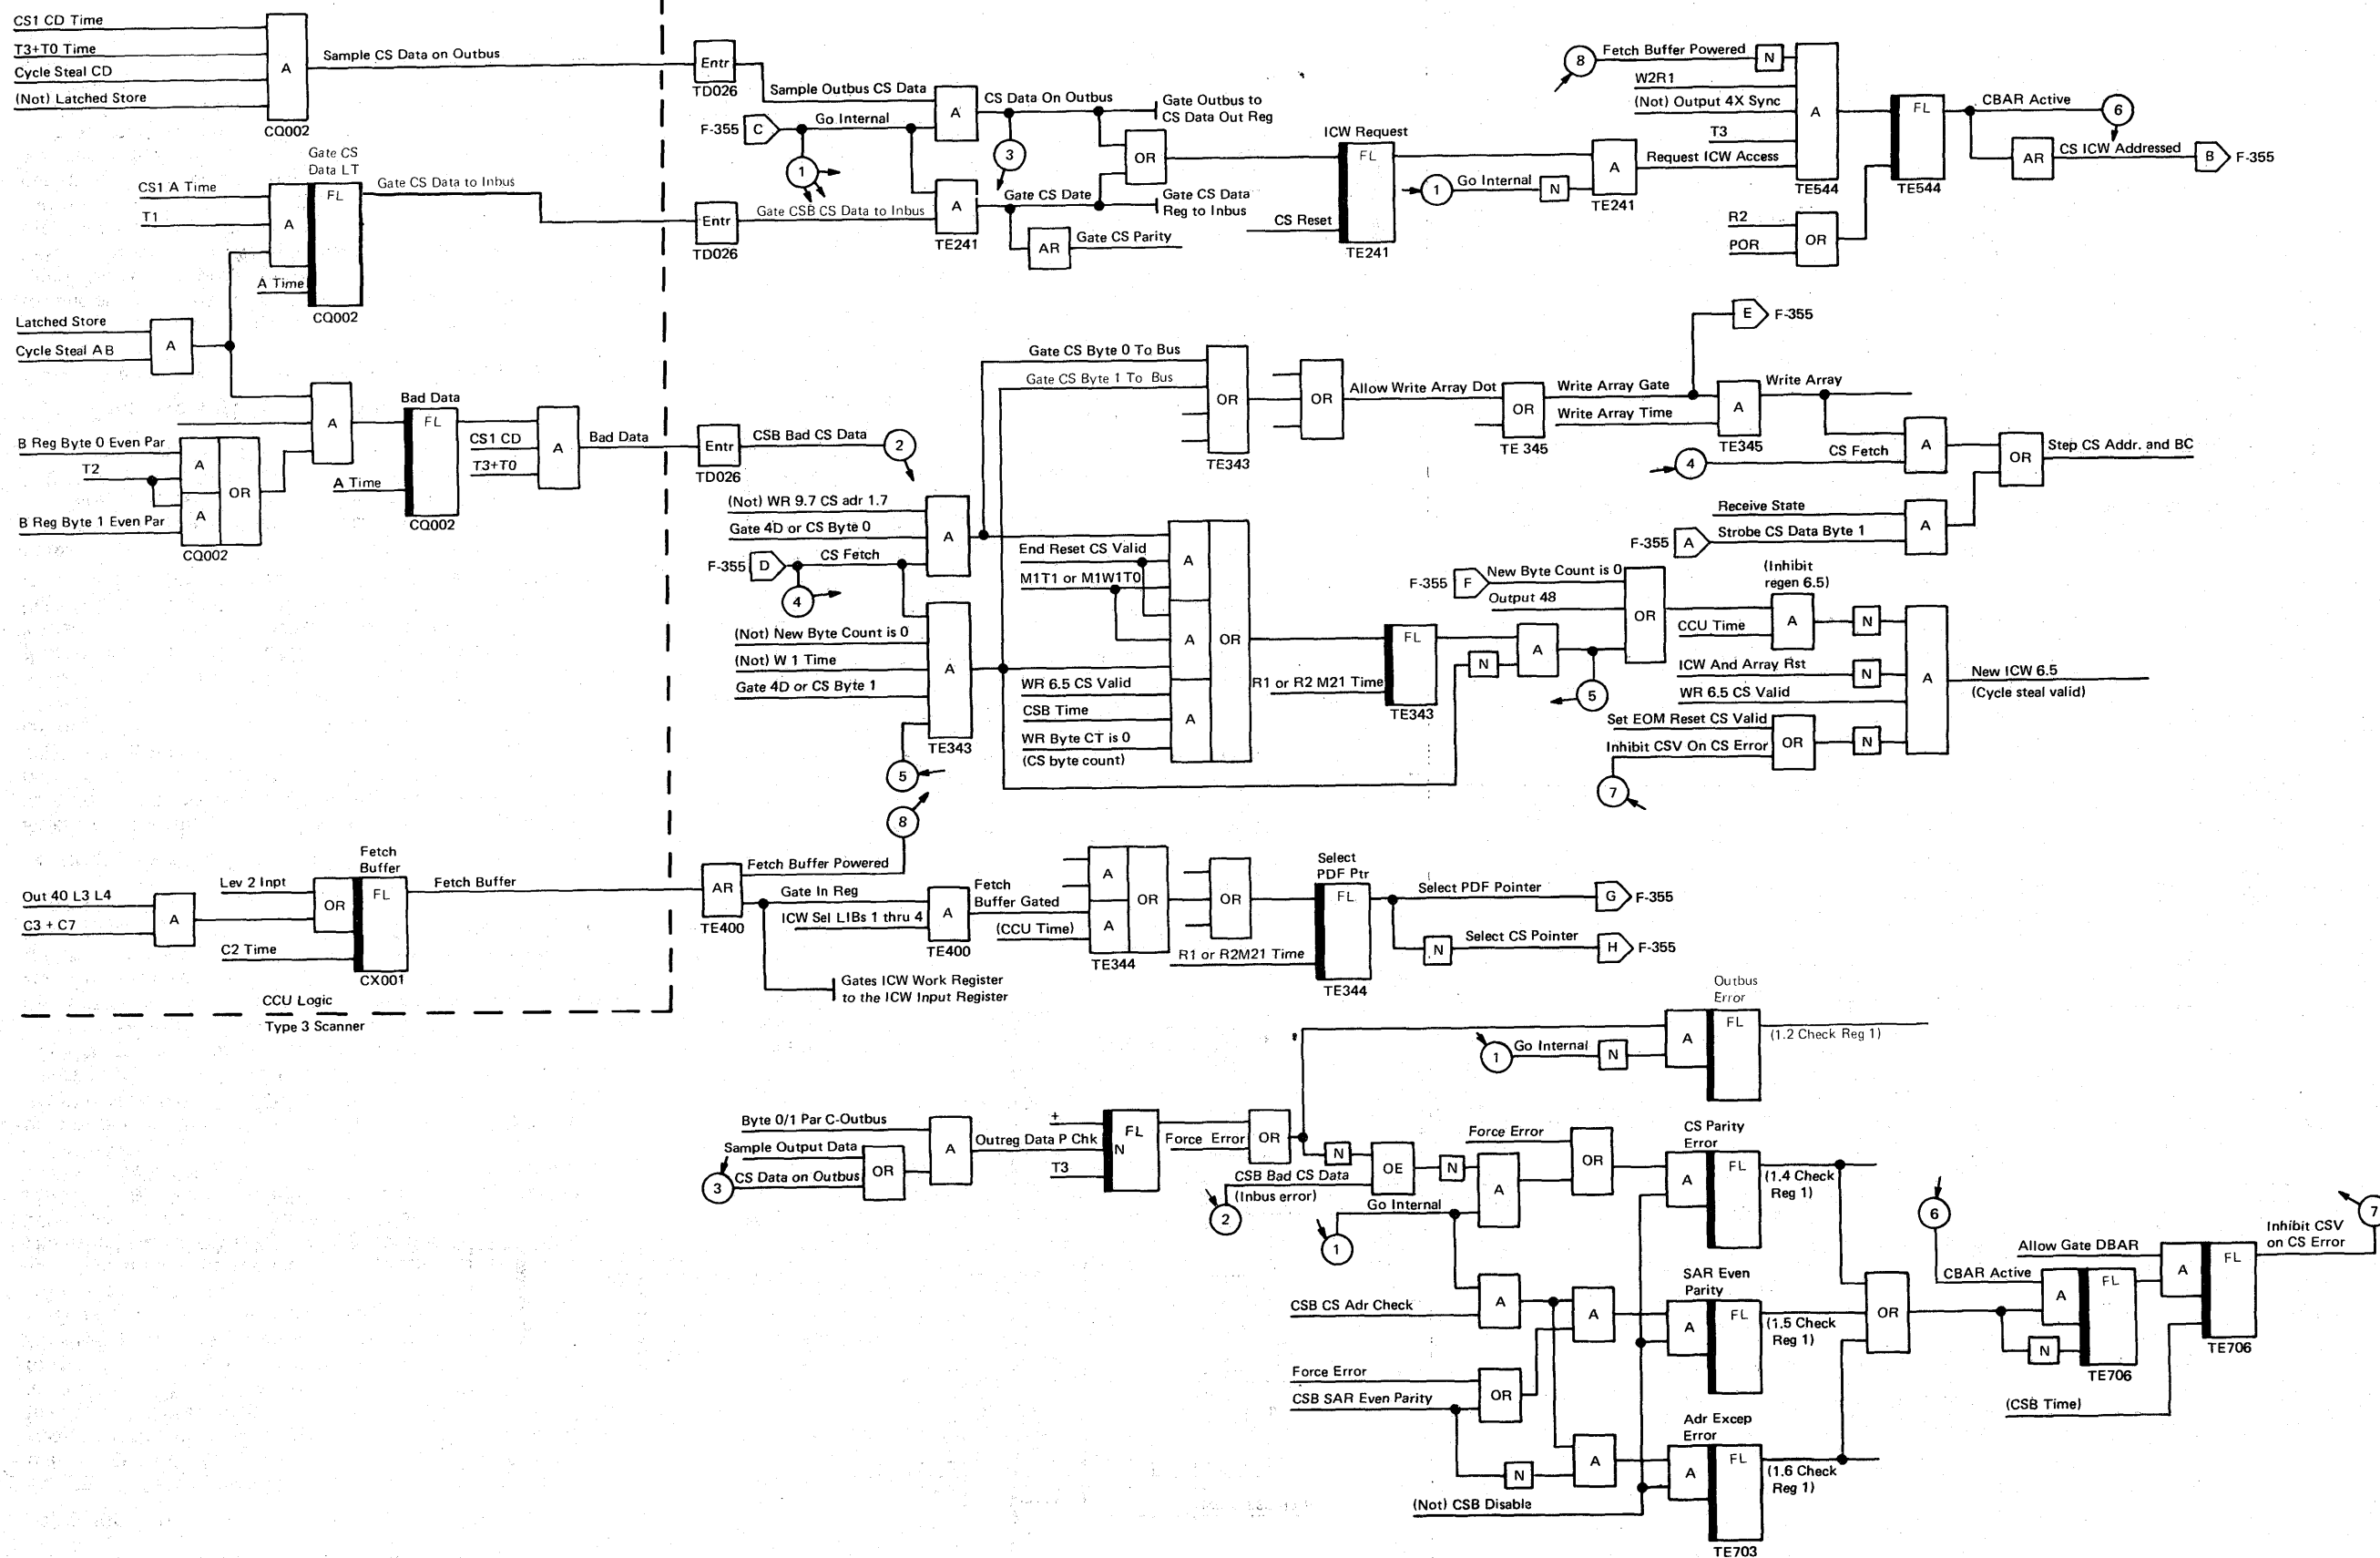 CS1 CD Time
T3+T0 Time
Cycle Steal CD
(Not) Latched Store
A
CQ002
Sample CS Data on Outbus
Entr
TD026
Sample Outbus CS Data
F-355
C
Go Internal
1
A
CS Data On Outbus
3
Gate Outbus to
CS Data Out Reg
OR
Gate CS
Data LT
CS1 A Time
T1
A
FL
A Time
CQ002
Gate CS Data to Inbus
Entr
TD026
Gate CSB CS Data to Inbus
A
TE241
Gate CS Date
Gate CS Data
Reg to Inbus
AR
Gate CS Parity
ICW Request
FL
CS Reset
TE241
1
Go Internal
N
A
TE241
Request ICW Access
8
Fetch Buffer Powered
N
W2R1
(Not) Output 4X Sync
T3
A
TE544
R2
POR
OR
FL
TE544
CBAR Active
6
AR
CS ICW Addressed
B
F-355
Latched Store
Cycle Steal AB
A
B Reg Byte 0 Even Par
T2
B Reg Byte 1 Even Par
A
A
OR
CQ002
A
Bad Data
FL
A Time
CQ002
CS1 CD
T3+T0
A
Bad Data
Entr
TD026
CSB Bad CS Data
2
Gate CS Byte 0 To Bus
Gate CS Byte 1 To Bus
OR
TE343
OR
Allow Write Array Dot
OR
TE 345
Write Array Gate
Write Array Time
E
F-355
A
TE345
Write Array
4
CS Fetch
A
OR
Step CS Addr. and BC
Receive State
F-355
A
Strobe CS Data Byte 1
A
(Not) WR 9.7 CS adr 1.7
Gate 4D or CS Byte 0
F-355
D
CS Fetch
4
A
(Not) New Byte Count is 0
(Not) W 1 Time
Gate 4D or CS Byte 1
A
TE343
5
End Reset CS Valid
M1T1 or M1W1T0
WR 6.5 CS Valid
CSB Time
WR Byte CT is 0
(CS byte count)
A
A
A
OR
R1 or R2 M21 Time
FL
TE343
N
A
5
F-355
F
New Byte Count is 0
Output 48
OR
(Inhibit
regen 6.5)
CCU Time
A
N
ICW And Array Rst
N
WR 6.5 CS Valid
Set EOM Reset CS Valid
Inhibit CSV On CS Error
OR
N
7
A
New ICW 6.5
(Cycle steal valid)
Out 40 L3 L4
C3 + C7
A
Lev 2 Inpt
OR
Fetch
Buffer
FL
C2 Time
CX001
Fetch Buffer
CCU Logic
Type 3 Scanner
8
AR
TE400
Fetch Buffer Powered
Gate In Reg
ICW Sel LIBs 1 thru 4
A
TE400
Gates ICW Work Register
to the ICW Input Register
Fetch
Buffer Gated
(CCU Time)
A
A
OR
TE344
OR
R1 or R2M21 Time
Select
PDF Ptr
FL
TE344
Select PDF Pointer
G
F-355
N
Select CS Pointer
H
F-355
Outbus
Error
1
Go Internal
N
A
FL
(1.2 Check Reg 1)
Byte 0/1 Par C-Outbus
Sample Output Data
3
CS Data on Outbus
OR
A
Outreg Data P Chk
+
T3
FL
N
Force Error
OR
N
CSB Bad CS Data
(Inbus error)
2
OE
N
Go Internal
1
A
Force Error
OR
CS Parity
Error
A
FL
(1.4 Check
Reg 1)
CSB CS Adr Check
A
A
SAR Even
Parity
A
FL
(1.5 Check
Reg 1)
Force Error
CSB SAR Even Parity
OR
N
A
Adr Excep
Error
A
FL
(1.6 Check
Reg 1)
(Not) CSB Disable
TE703
OR
6
CBAR Active
A
FL
N
TE706
Allow Gate DBAR
A
FL
TE706
(CSB Time)
Inhibit CSV
on CS Error
7